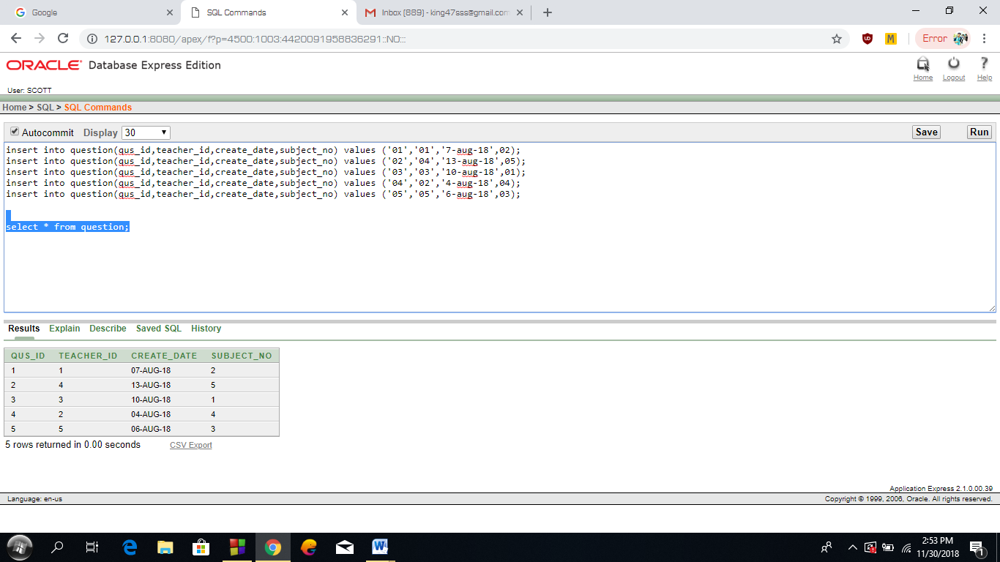 Google
SQL Commands
Inbox (889) - king47sss@gmail.com
127.0.0.1:8080/apex/f?p=4500:1003:4420091958836291::NO:::
Error
ORACLE Database Express Edition
Home Logout Help
User: SCOTT
Home > SQL > SQL Commands
Autocommit Display 30 Save Run
insert into question(qus_id,teacher_id,create_date,subject_no) values ('01','01','7-aug-18',02);
insert into question(qus_id,teacher_id,create_date,subject_no) values ('02','04','13-aug-18',05);
insert into question(qus_id,teacher_id,create_date,subject_no) values ('03','03','10-aug-18',01);
insert into question(qus_id,teacher_id,create_date,subject_no) values ('04','02','4-aug-18',04);
insert into question(qus_id,teacher_id,create_date,subject_no) values ('05','05','6-aug-18',03);
select * from question;
Results Explain Describe Saved SQL History
QUS_ID TEACHER_ID CREATE_DATE SUBJECT_NO
1 1 07-AUG-18 2
2 4 13-AUG-18 5
3 3 10-AUG-18 1
4 2 04-AUG-18 4
5 5 06-AUG-18 3
5 rows returned in 0.00 seconds CSV Export
Application Express 2.1.0.00.39
Language: en-us Copyright © 1999, 2006, Oracle. All rights reserved.
2:53 PM
11/30/2018
1